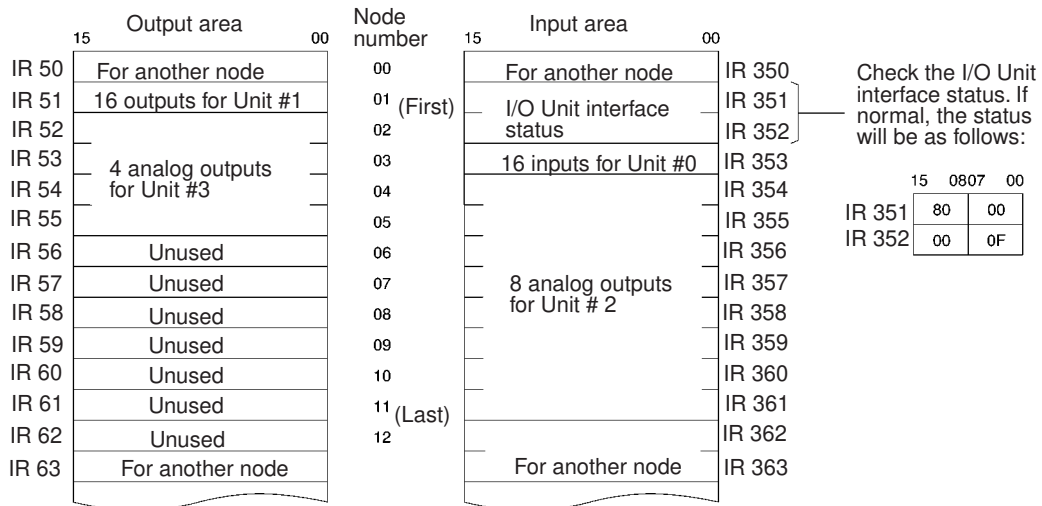 Output area
Node number
Input area
15 00
15 00
IR 50 For another node 00 For another node IR 350
IR 51 16 outputs for Unit #1 01 (First) I/O Unit interface status IR 351
IR 52 02 IR 352
IR 53 4 analog outputs for Unit #3 03 16 inputs for Unit #0 IR 353
IR 54 04 IR 354
IR 55 05 IR 355
IR 56 Unused 06 IR 356
IR 57 Unused 07 8 analog outputs for Unit # 2 IR 357
IR 58 Unused 08 IR 358
IR 59 Unused 09 IR 359
IR 60 Unused 10 IR 360
IR 61 Unused 11 (Last) IR 361
IR 62 Unused 12 IR 362
IR 63 For another node For another node IR 363
Check the I/O Unit
interface status. If
normal, the status
will be as follows:
15 0807 00
IR 351 80 00
IR 352 00 0F